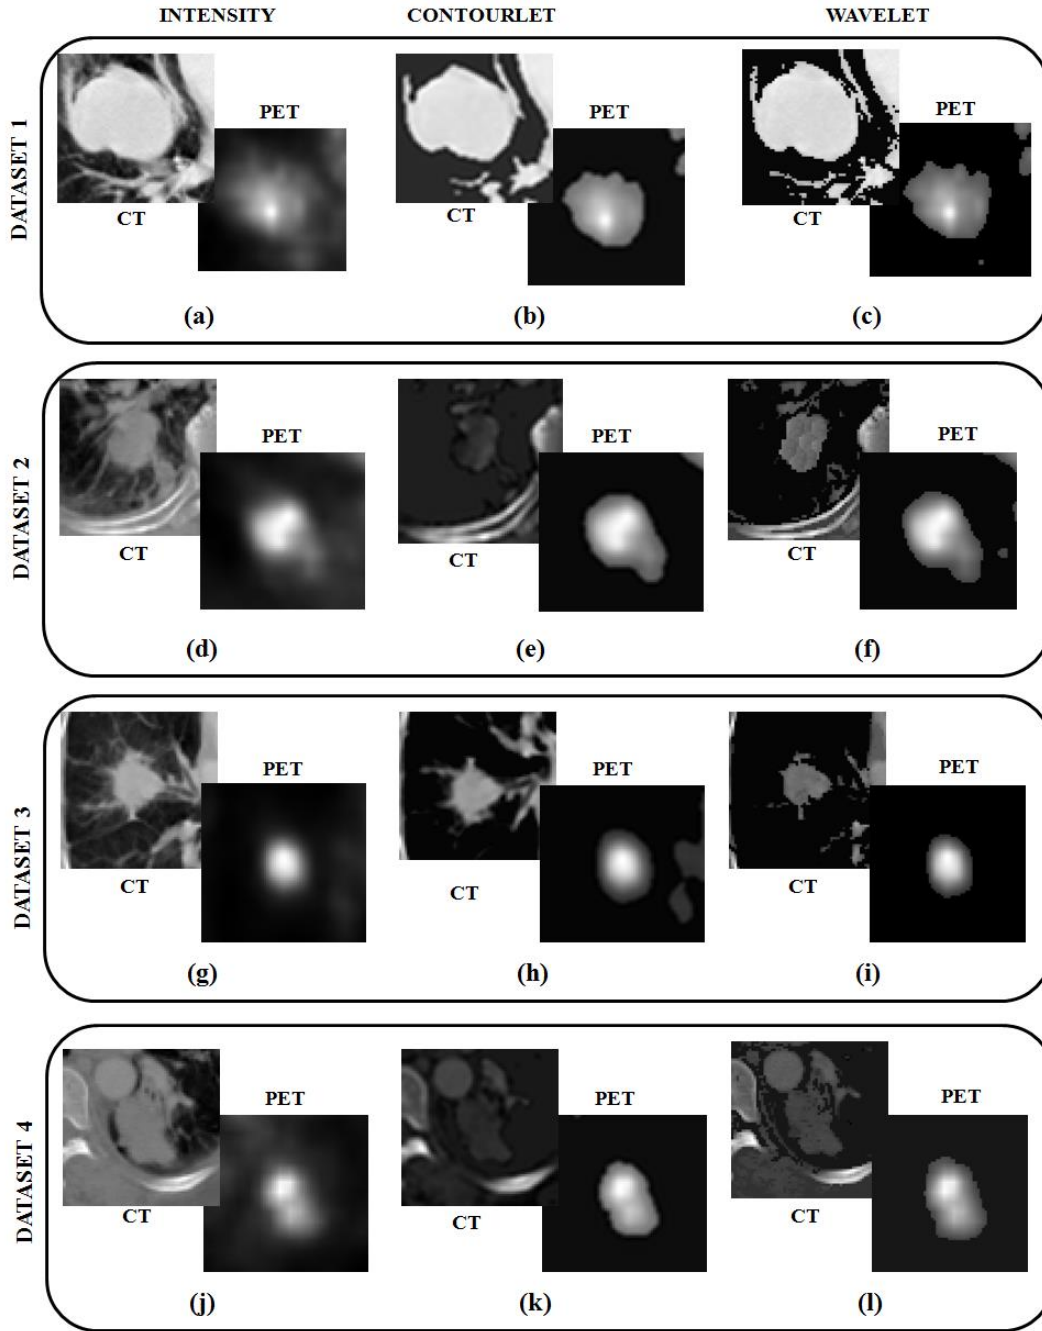 INTENSITY CONTOURLET WAVELET
DATASET 1
PET PET PET
CT CT CT
(a) (b) (c)
DATASET 2
PET PET PET
CT CT CT
(d) (e) (f)
DATASET 3
PET PET PET
CT CT CT
(g) (h) (i)
DATASET 4
PET PET PET
CT CT CT
(j) (k) (l)